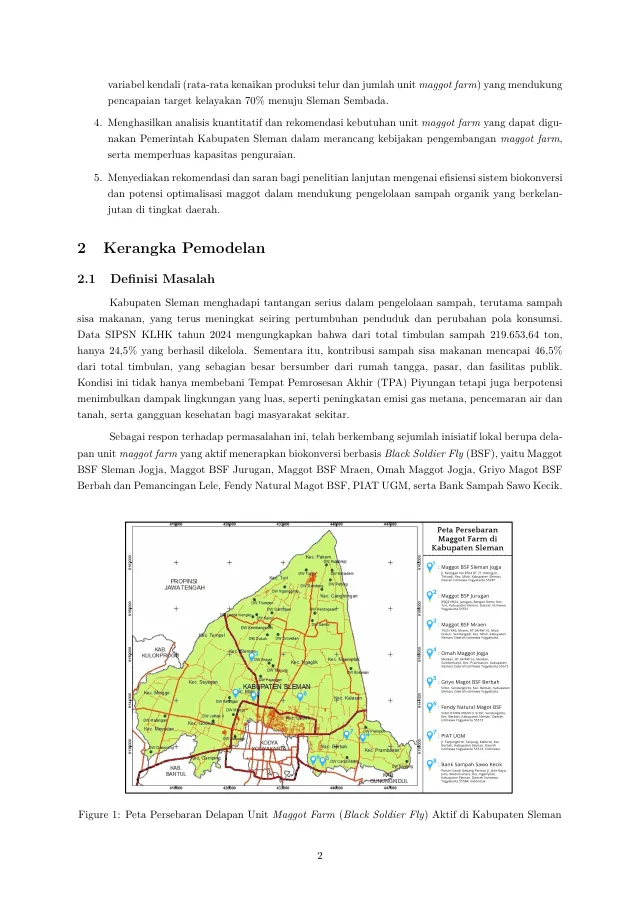 variabel kendali (rata-rata kenaikan produksi telur dan jumlah unit maggot farm) yang mendukung
pencapaian target kelayakan 70% menuju Sleman Sembada.
4. Menghasilkan analisis kuantitatif dan rekomendasi kebutuhan unit maggot farm yang dapat digu-
nakan Pemerintah Kabupaten Sleman dalam merancang kebijakan pengembangan maggot farm,
serta memperluas kapasitas penguraian.
5. Menyediakan rekomendasi dan saran bagi penelitian lanjutan mengenai efisiensi sistem biokonversi
dan potensi optimalisasi maggot dalam mendukung pengelolaan sampah organik yang berkelan-
jutan di tingkat daerah.
2 Kerangka Pemodelan
2.1 Definisi Masalah
Kabupaten Sleman menghadapi tantangan serius dalam pengelolaan sampah, terutama sampah
sisa makanan, yang terus meningkat seiring pertumbuhan penduduk dan perubahan pola konsumsi.
Data SIPSN KLHK tahun 2024 mengungkapkan bahwa dari total timbulan sampah 219.653,64 ton,
hanya 24,5% yang berhasil dikelola. Sementara itu, kontribusi sampah sisa makanan mencapai 46,5%
dari total timbulan, yang sebagian besar bersumber dari rumah tangga, pasar, dan fasilitas publik.
Kondisi ini tidak hanya membebani Tempat Pemrosesan Akhir (TPA) Piyungan tetapi juga berpotensi
menimbulkan dampak lingkungan yang luas, seperti peningkatan emisi gas metana, pencemaran air dan
tanah, serta gangguan kesehatan bagi masyarakat sekitar.
Sebagai respon terhadap permasalahan ini, telah berkembang sejumlah inisiatif lokal berupa dela-
pan unit maggot farm yang aktif menerapkan biokonversi berbasis Black Soldier Fly (BSF), yaitu Maggot
BSF Sleman Jogja, Maggot BSF Jurugan, Maggot BSF Mraen, Omah Maggot Jogja, Griyo Magot BSF
Berbah dan Pemancingan Lele, Fendy Natural Magot BSF, PIAT UGM, serta Bank Sampah Sawo Kecik.
Peta Persebaran
Maggot Farm di
Kabupaten Sleman
PROPINSI
JAWA TENGAH
KAB.
KULONPROGO
KABUPATEN SLEMAN
KODYA
YOGYAKARTA
KAB.
BANTUL
KAB.
GUNUNGKIDUL
Kec. Pakem
Kec. Turi
Kec. Cangkringan
Kec. Tempel
Kec. Ngaglik
Kec. Seyegan
Kec. Kalasan
Kec. Berbah
Kec. Prambanan
Kec. Gamping
: Maggot BSF Sleman Jogja
: Maggot BSF Jurugan
: Maggot BSF Mraen
: Omah Maggot Jogja
: Griyo Magot BSF Berbah
: Fendy Natural Magot BSF
: PIAT UGM
: Bank Sampah Sawo Kecik
Figure 1: Peta Persebaran Delapan Unit Maggot Farm (Black Soldier Fly) Aktif di Kabupaten Sleman
2